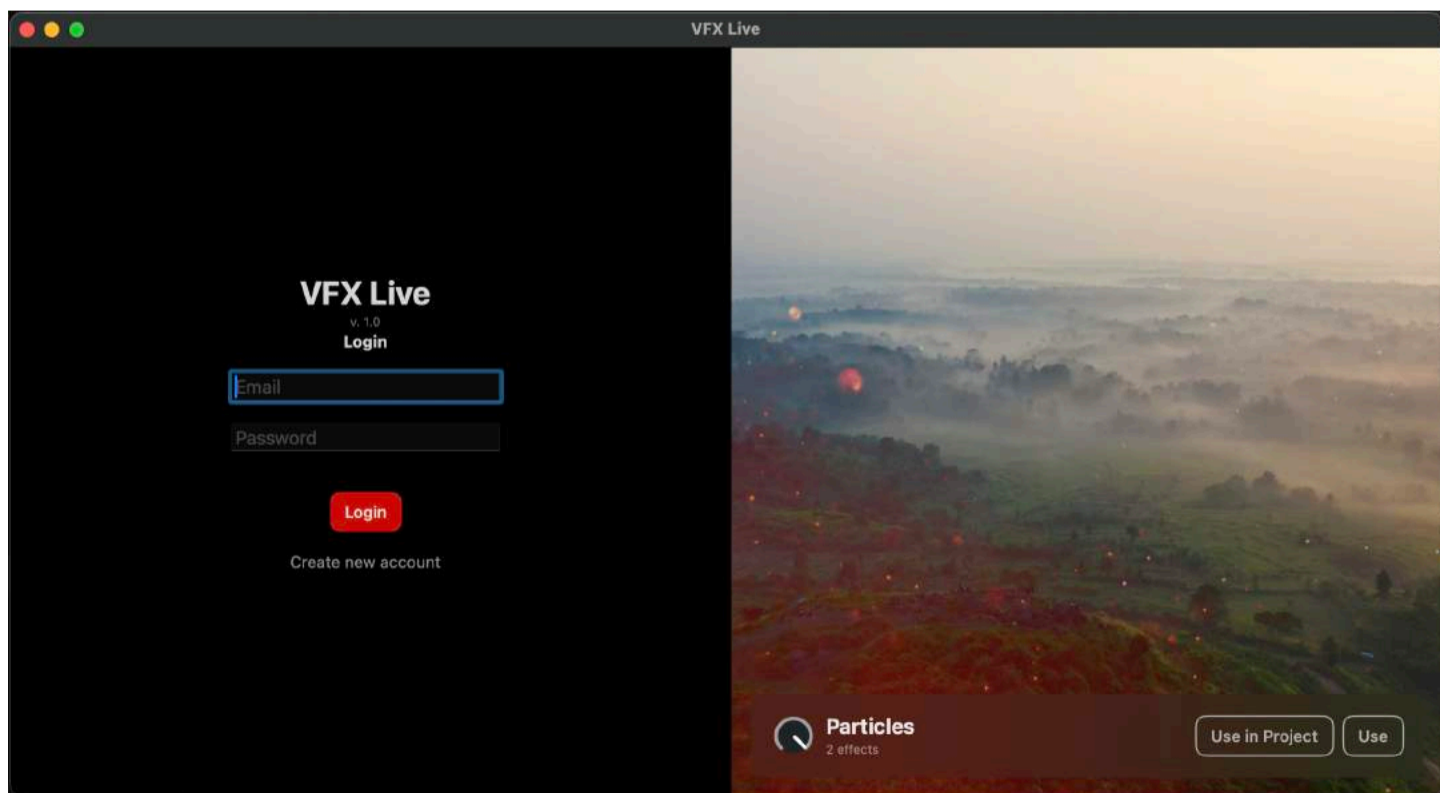 VFX Live
VFX Live
v. 1.0
Login
Email
Password
Login
Create new account
Particles
2 effects
Use in Project
Use